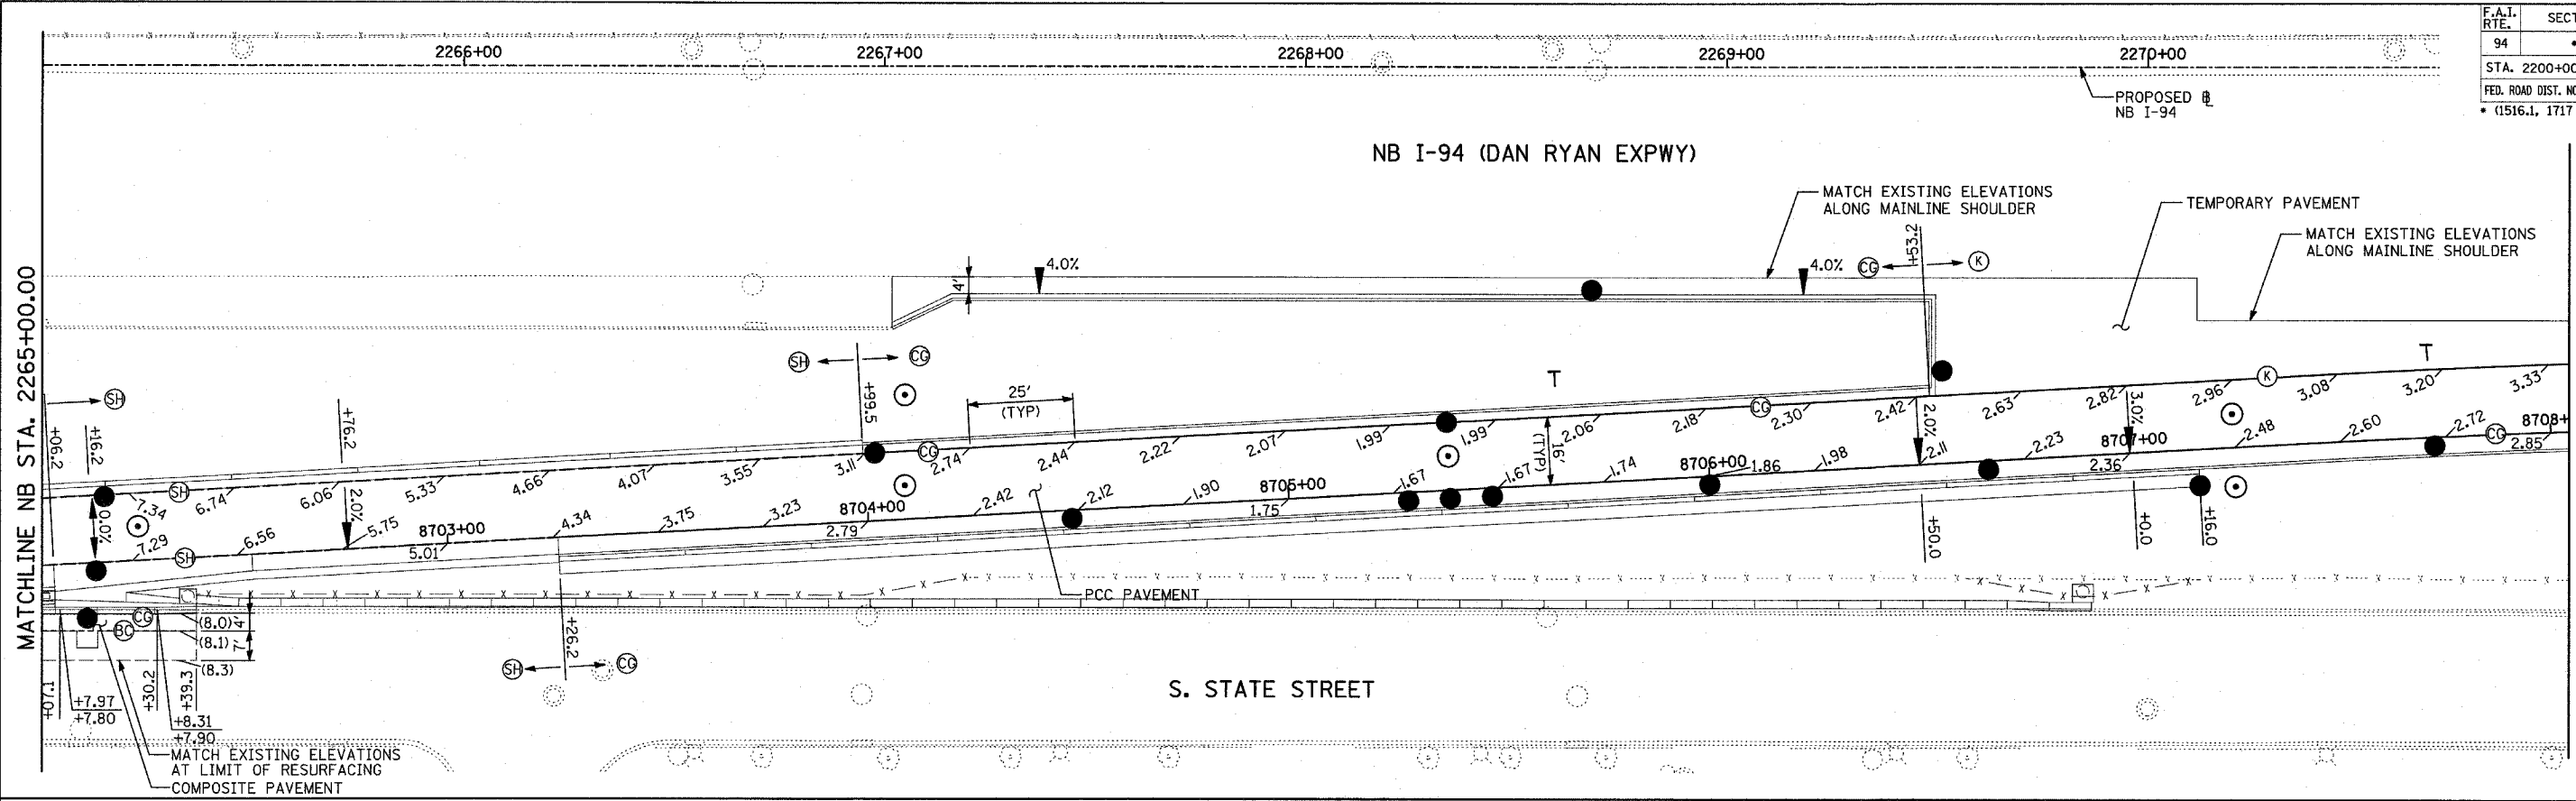 F.A.I. RTE. SECT
94 •
STA. 2200+00
FED. ROAD DIST. NO
* (1516.1, 1717
2266+00 2267+00 2268+00 2269+00 2270+00
PROPOSED
NB I-94
NB I-94 (DAN RYAN EXPWY)
MATCH EXISTING ELEVATIONS
ALONG MAINLINE SHOULDER
TEMPORARY PAVEMENT
MATCH EXISTING ELEVATIONS
ALONG MAINLINE SHOULDER
MATCHLINE NB STA. 2265+00.00
4' 4.0% 4.0% +53.2
CG K
SH CG
+99.5
25'
(TYP)
T
T
SH
+06.2 +16.2 +76.2
7.34 SH 6.74 6.06 5.33 4.66 4.07 3.55 3.11 CG 2.74 2.44 2.22 2.07 1.99 1.99 2.06 2.18 CG 2.30 2.42 2.63 2.82 2.96 K 3.08 3.20 3.33
0.0% 2.0% 16' (TYP) 2.0% 3.0%
7.29 SH 6.56 5.75 5.01 4.34 3.75 3.23 2.79 2.42 2.12 1.90 1.75 1.67 1.67 1.74 1.86 1.98 2.11 2.23 2.36 2.48 2.60 2.72 CG 2.85
8703+00 8704+00 8705+00 8706+00 8707+00 8708+
+50.0 +0.0 +16.0
PCC PAVEMENT
CG
BC
(8.0) 4'
(8.1) 7'
(8.3)
+26.2
SH CG
+07.1 +30.2 +39.3
+7.97
+7.80
+8.31
+7.90
S. STATE STREET
MATCH EXISTING ELEVATIONS
AT LIMIT OF RESURFACING
COMPOSITE PAVEMENT